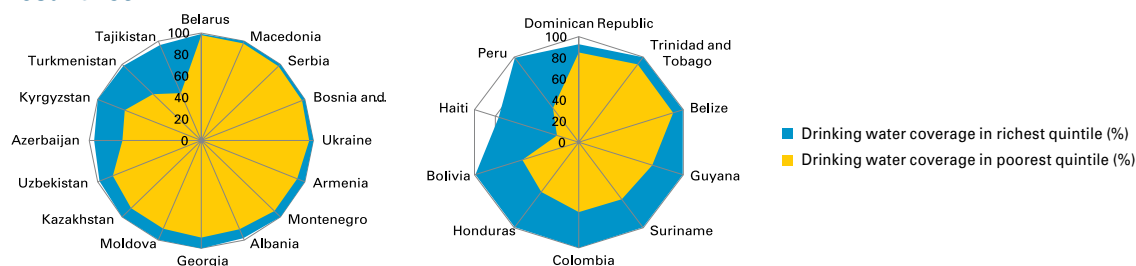 Belarus
Macedonia
Serbia
Bosnia and.
Ukraine
Armenia
Montenegro
Albania
Georgia
Moldova
Kazakhstan
Uzbekistan
Azerbaijan
Kyrgyzstan
Turkmenistan
Tajikistan
100
80
60
40
20
0
Dominican Republic
Trinidad and
Tobago
Belize
Guyana
Suriname
Colombia
Honduras
Bolivia
Haiti
Peru
100
80
60
40
20
0
Drinking water coverage in richest quintile (%)
Drinking water coverage in poorest quintile (%)